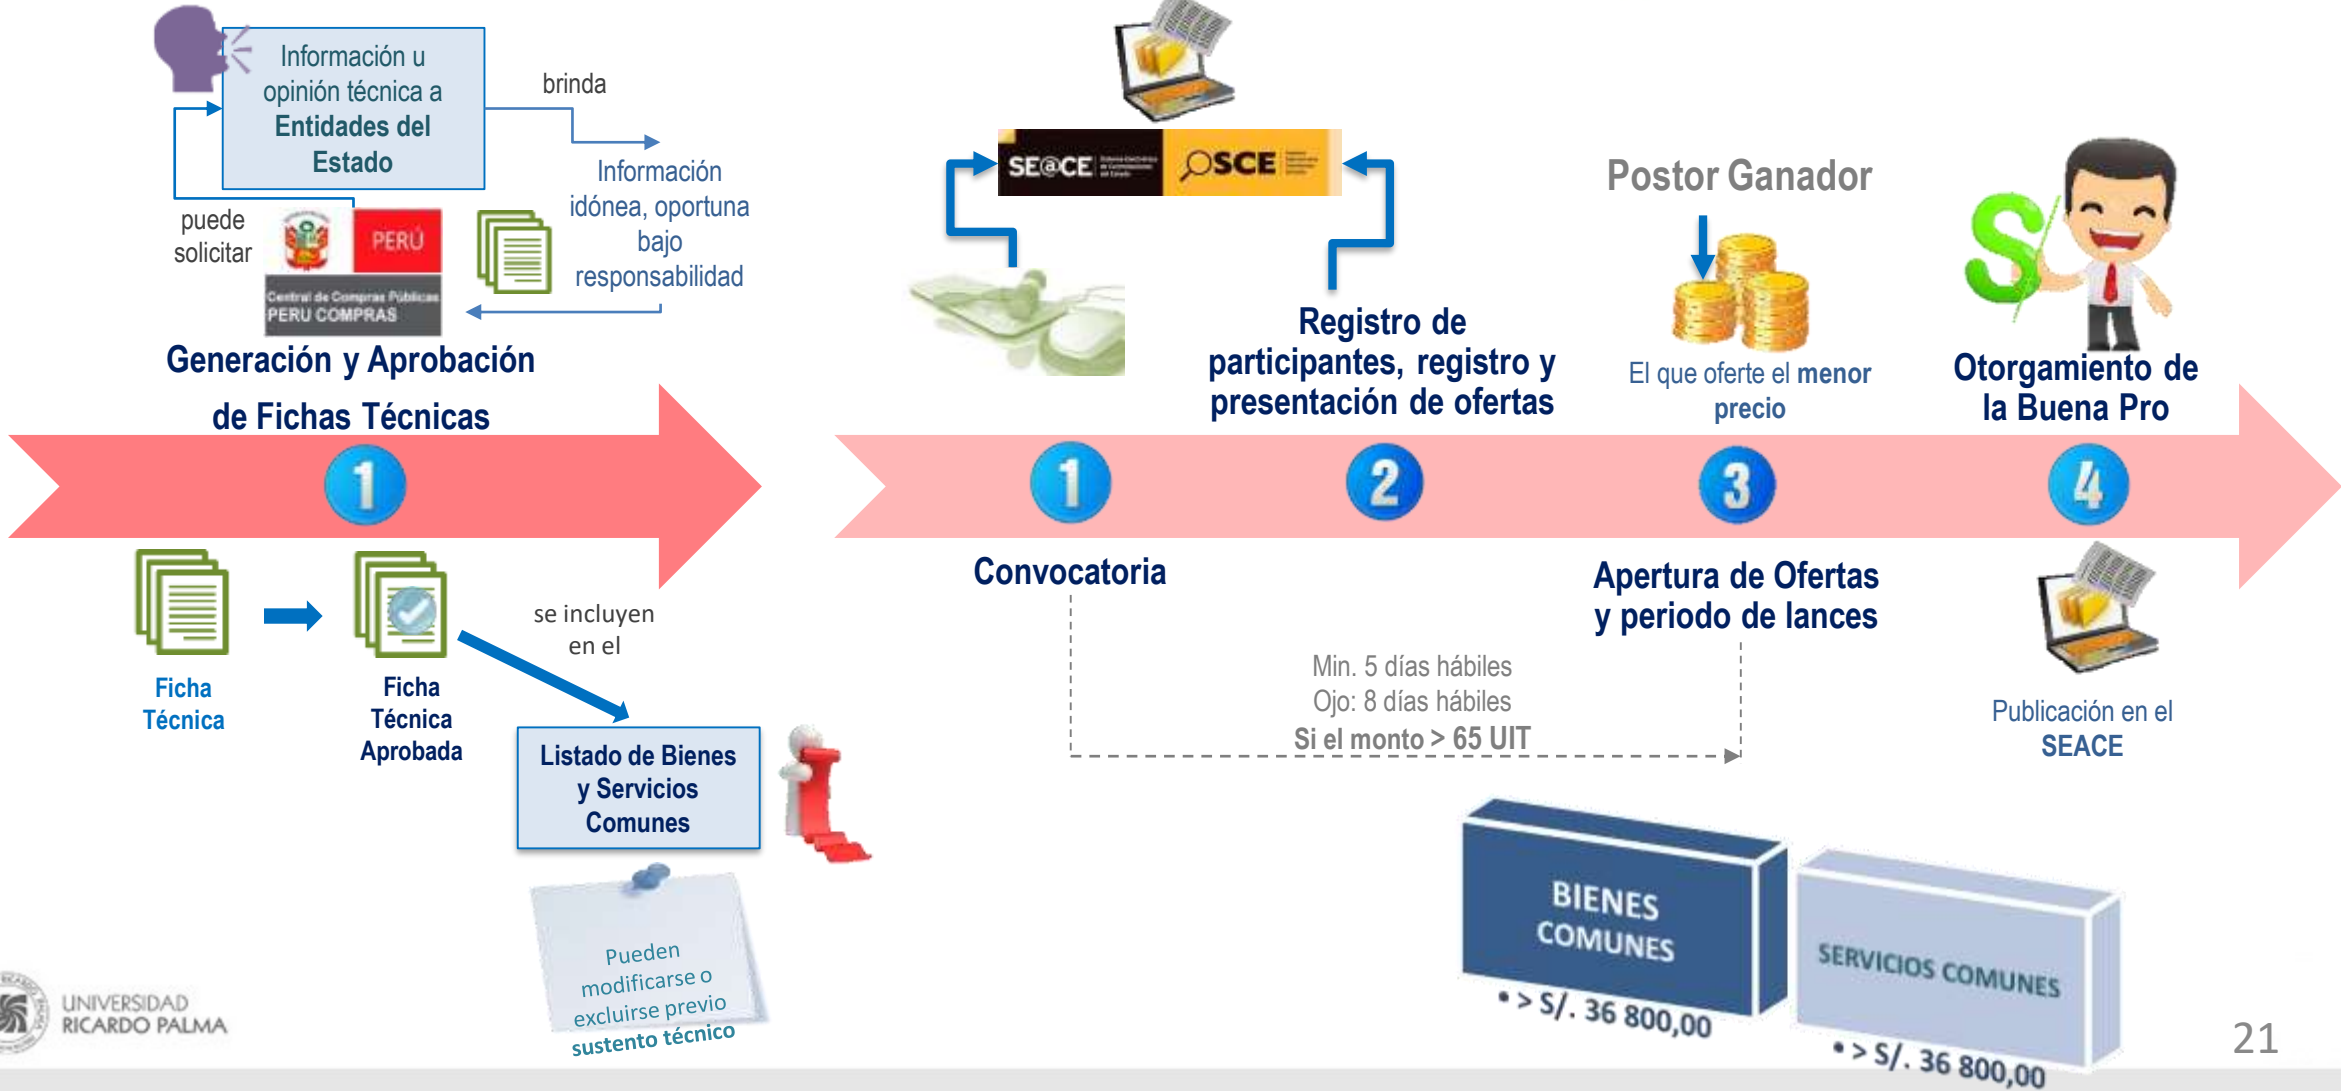 Información u
opinión técnica a
Entidades del
Estado
brinda
Información
idónea, oportuna
bajo
responsabilidad
puede
solicitar
PERÚ
Central de Compras Públicas
PERU COMPRAS
Generación y Aprobación
de Fichas Técnicas
1
Ficha
Técnica
Ficha
Técnica
Aprobada
se incluyen
en el
Listado de Bienes
y Servicios
Comunes
Pueden
modificarse o
excluirse previo
sustento técnico
SE@CE
OSCE
Registro de
participantes, registro y
presentación de ofertas
Postor Ganador
El que oferte el menor
precio
S/
Otorgamiento de
la Buena Pro
1
2
3
4
Convocatoria
Apertura de Ofertas
y periodo de lances
Min. 5 días hábiles
Ojo: 8 días hábiles
Si el monto > 65 UIT
Publicación en el
SEACE
BIENES
COMUNES
• > S/. 36 800,00
SERVICIOS COMUNES
• > S/. 36 800,00
UNIVERSIDAD
RICARDO PALMA
21